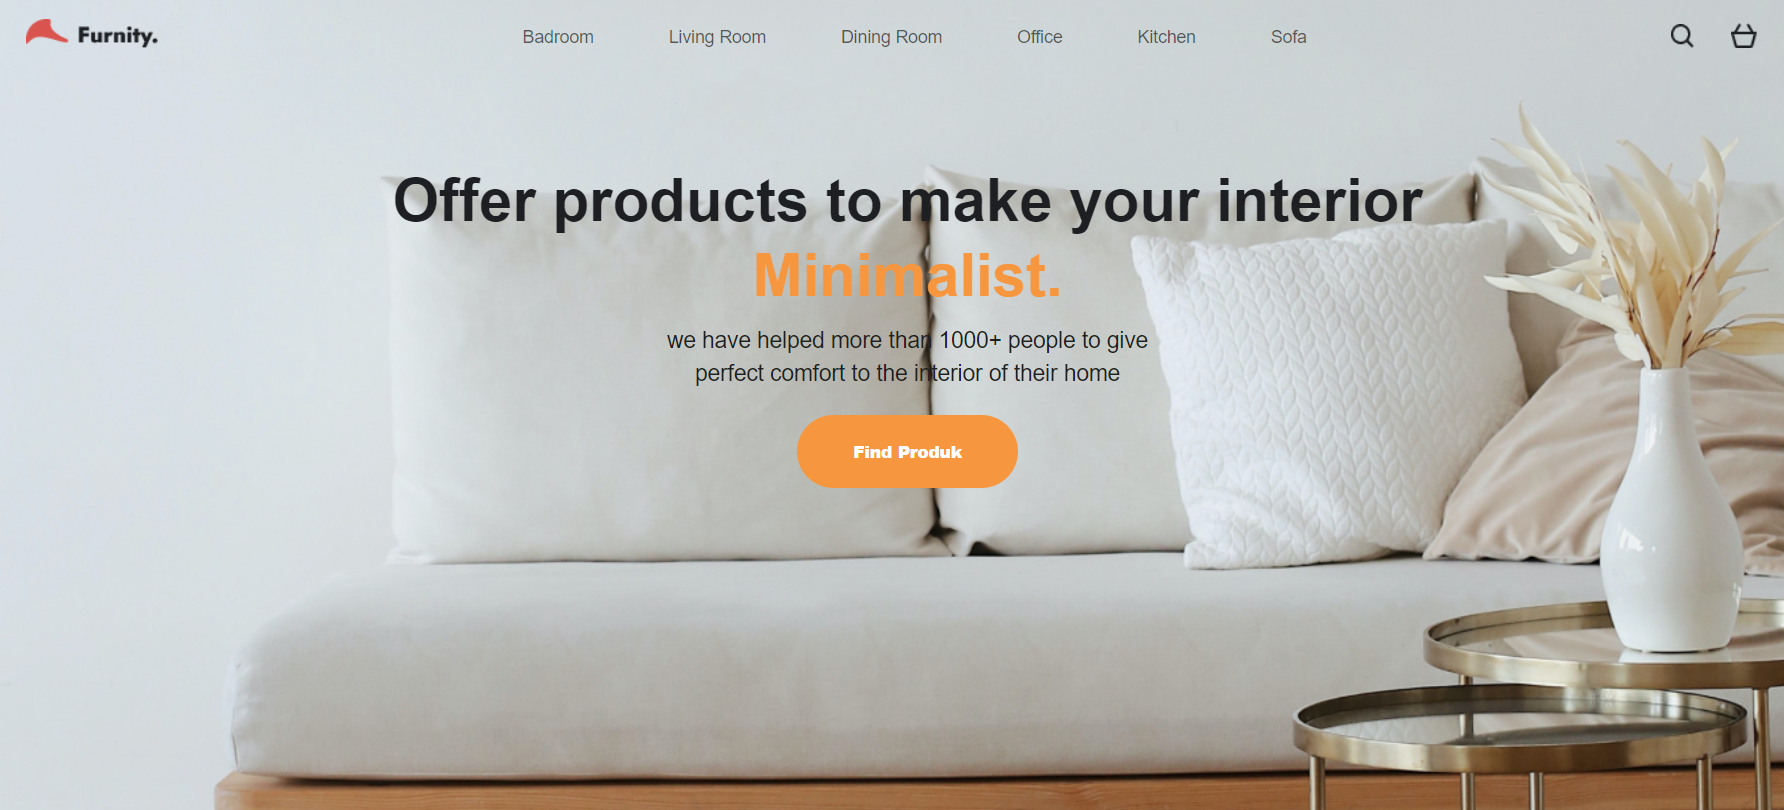 Furnity.
Badroom
Living Room
Dining Room
Office
Kitchen
Sofa
Offer products to make your interior
Minimalist.
we have helped more than 1000+ people to give
perfect comfort to the interior of their home
Find Produk